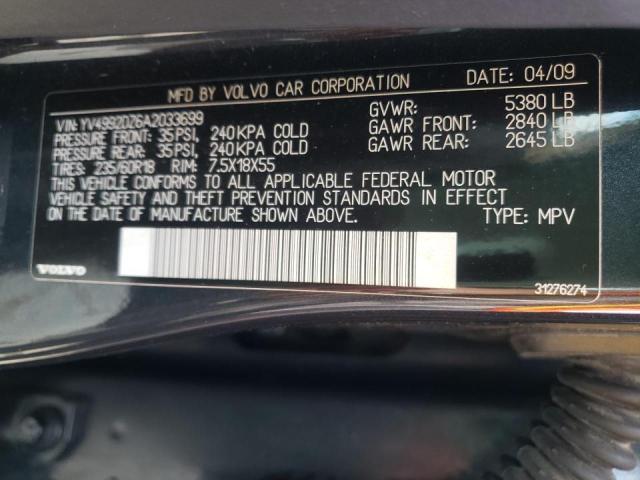 MFD BY VOLVO CAR CORPORATION DATE: 04/09
VIN: YV4992DZ6A2033699 GVWR: 5380 LB
PRESSURE FRONT: 35 PSI, 240 KPA COLD GAWR FRONT: 2840 LB
PRESSURE REAR: 35 PSI, 240 KPA COLD GAWR REAR: 2645 LB
TIRES: 235/60R18 RIM: 7.5X18X55
THIS VEHICLE CONFORMS TO ALL APPLICABLE FEDERAL MOTOR
VEHICLE SAFETY AND THEFT PREVENTION STANDARDS IN EFFECT
ON THE DATE OF MANUFACTURE SHOWN ABOVE. TYPE: MPV
VOLVO 31276274